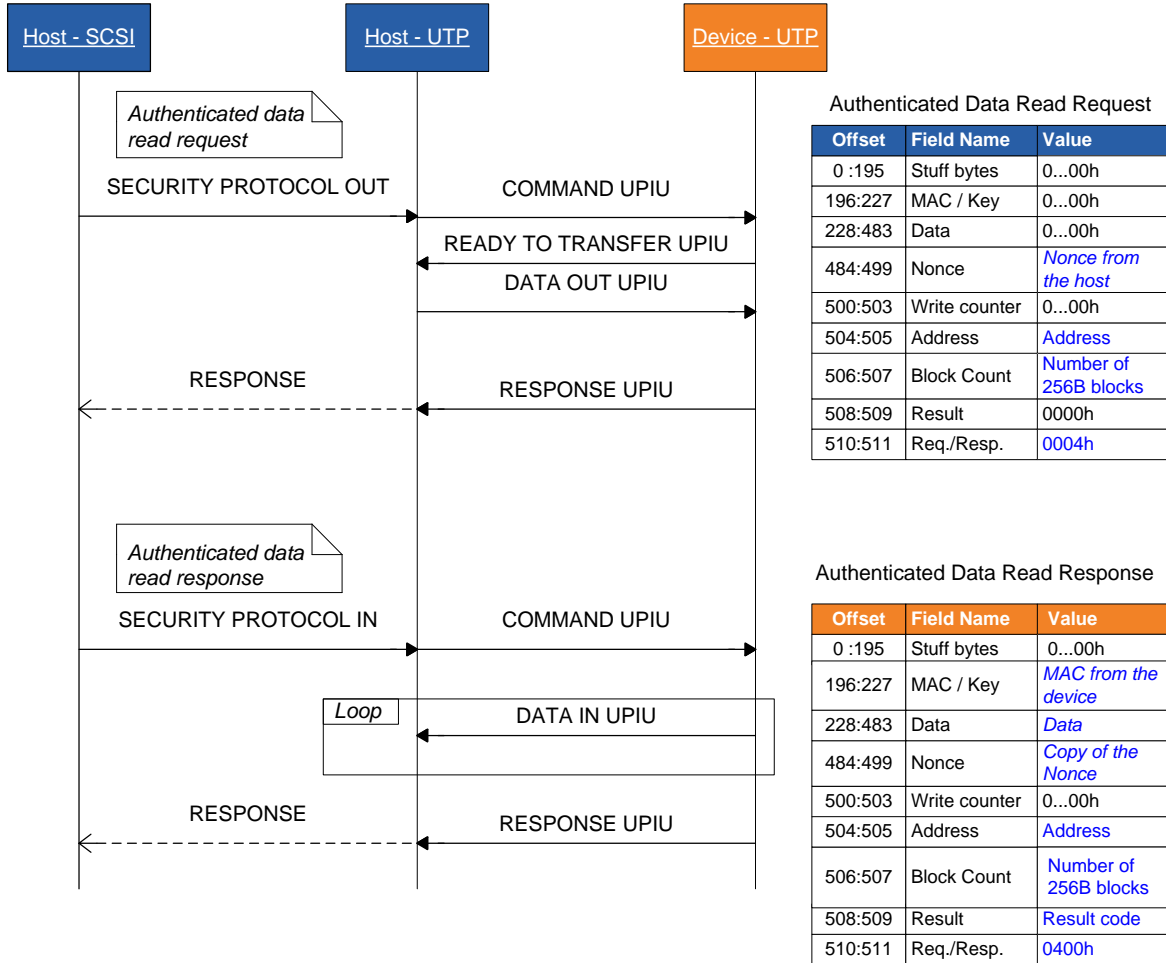 Host - SCSI
Host - UTP
Device - UTP
Authenticated data
read request
SECURITY PROTOCOL OUT
COMMAND UPIU
READY TO TRANSFER UPIU
DATA OUT UPIU
RESPONSE
RESPONSE UPIU
Authenticated data
read response
SECURITY PROTOCOL IN
COMMAND UPIU
Loop
DATA IN UPIU
RESPONSE
RESPONSE UPIU
Authenticated Data Read Request
Offset Field Name Value
0 :195 Stuff bytes 0...00h
196:227 MAC / Key 0...00h
228:483 Data 0...00h
484:499 Nonce Nonce from
the host
500:503 Write counter 0...00h
504:505 Address Address
506:507 Block Count Number of
256B blocks
508:509 Result 0000h
510:511 Req./Resp. 0004h
Authenticated Data Read Response
Offset Field Name Value
0 :195 Stuff bytes 0...00h
196:227 MAC / Key MAC from the
device
228:483 Data Data
484:499 Nonce Copy of the
Nonce
500:503 Write counter 0...00h
504:505 Address Address
506:507 Block Count Number of
256B blocks
508:509 Result Result code
510:511 Req./Resp. 0400h